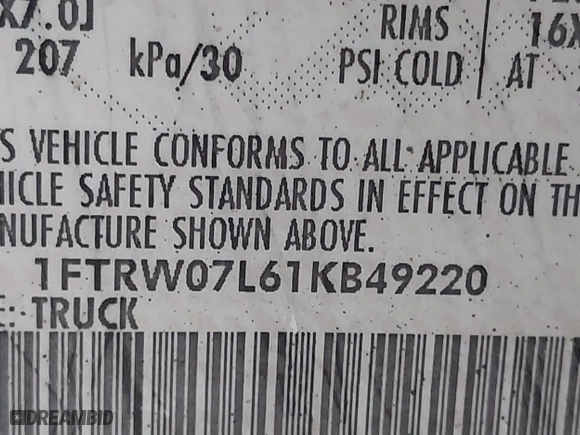 X7.0J RIMS 16X
207 kPa/30 PSI COLD AT
S VEHICLE CONFORMS TO ALL APPLICABLE
ICLE SAFETY STANDARDS IN EFFECT ON TH
NUFACTURE SHOWN ABOVE.
1FTRW07L61KB49220
E: TRUCK
DREAMBID